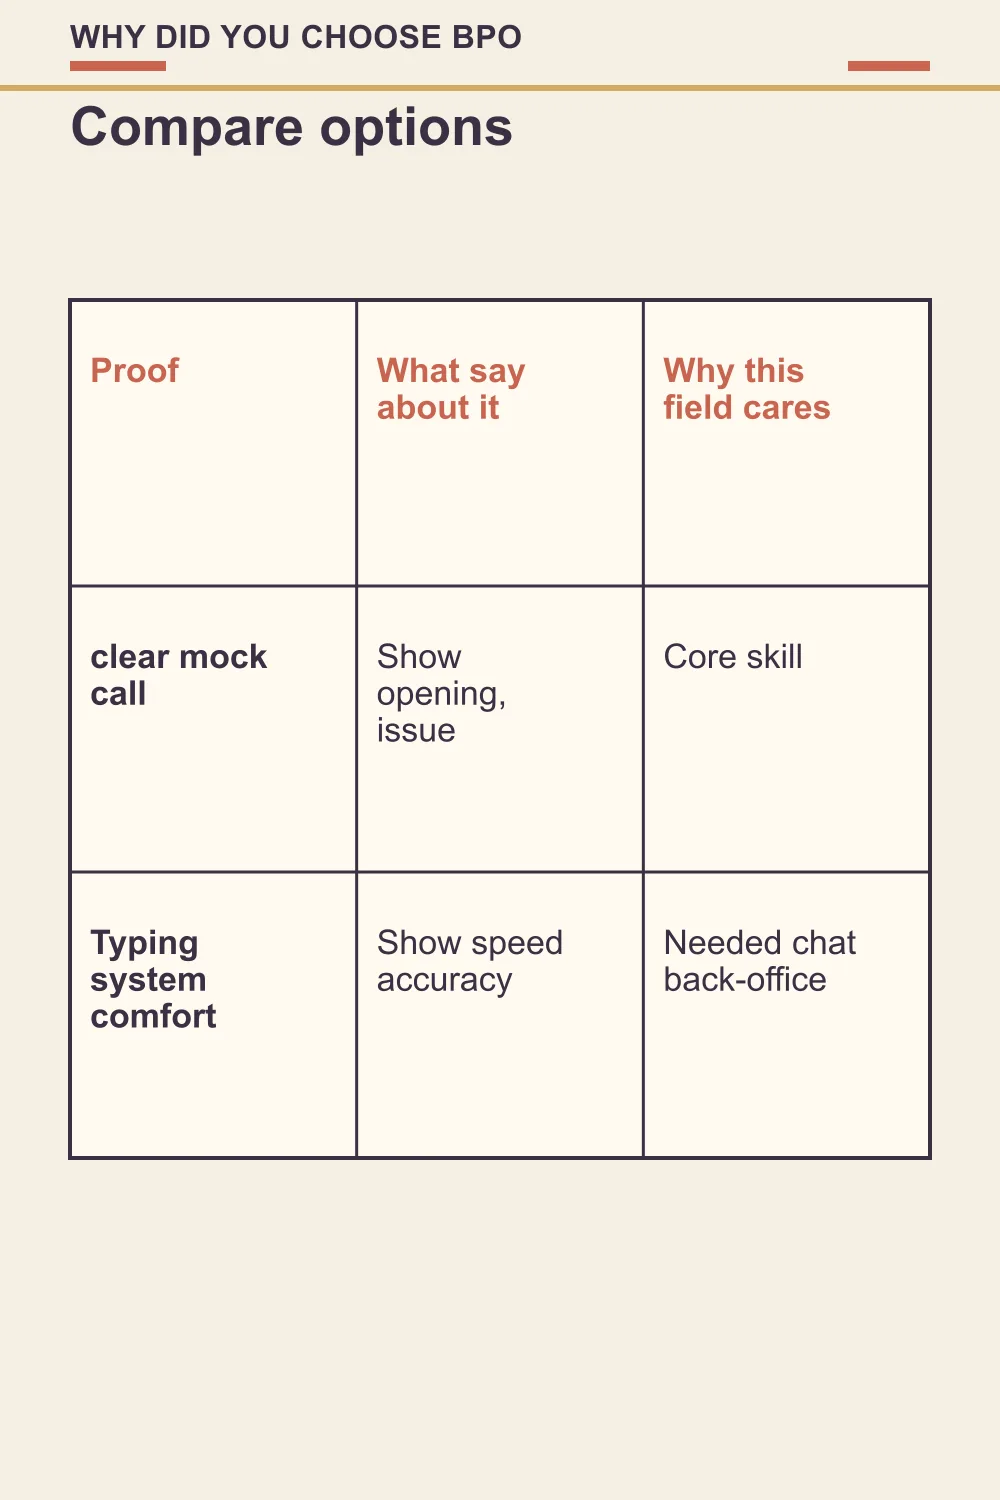 WHY DID YOU CHOOSE BPO
Compare options
Proof
What say
about it
Why this
field cares
clear mock
call
Show
opening,
issue
Core skill
Typing
system
comfort
Show speed
accuracy
Needed chat
back-office